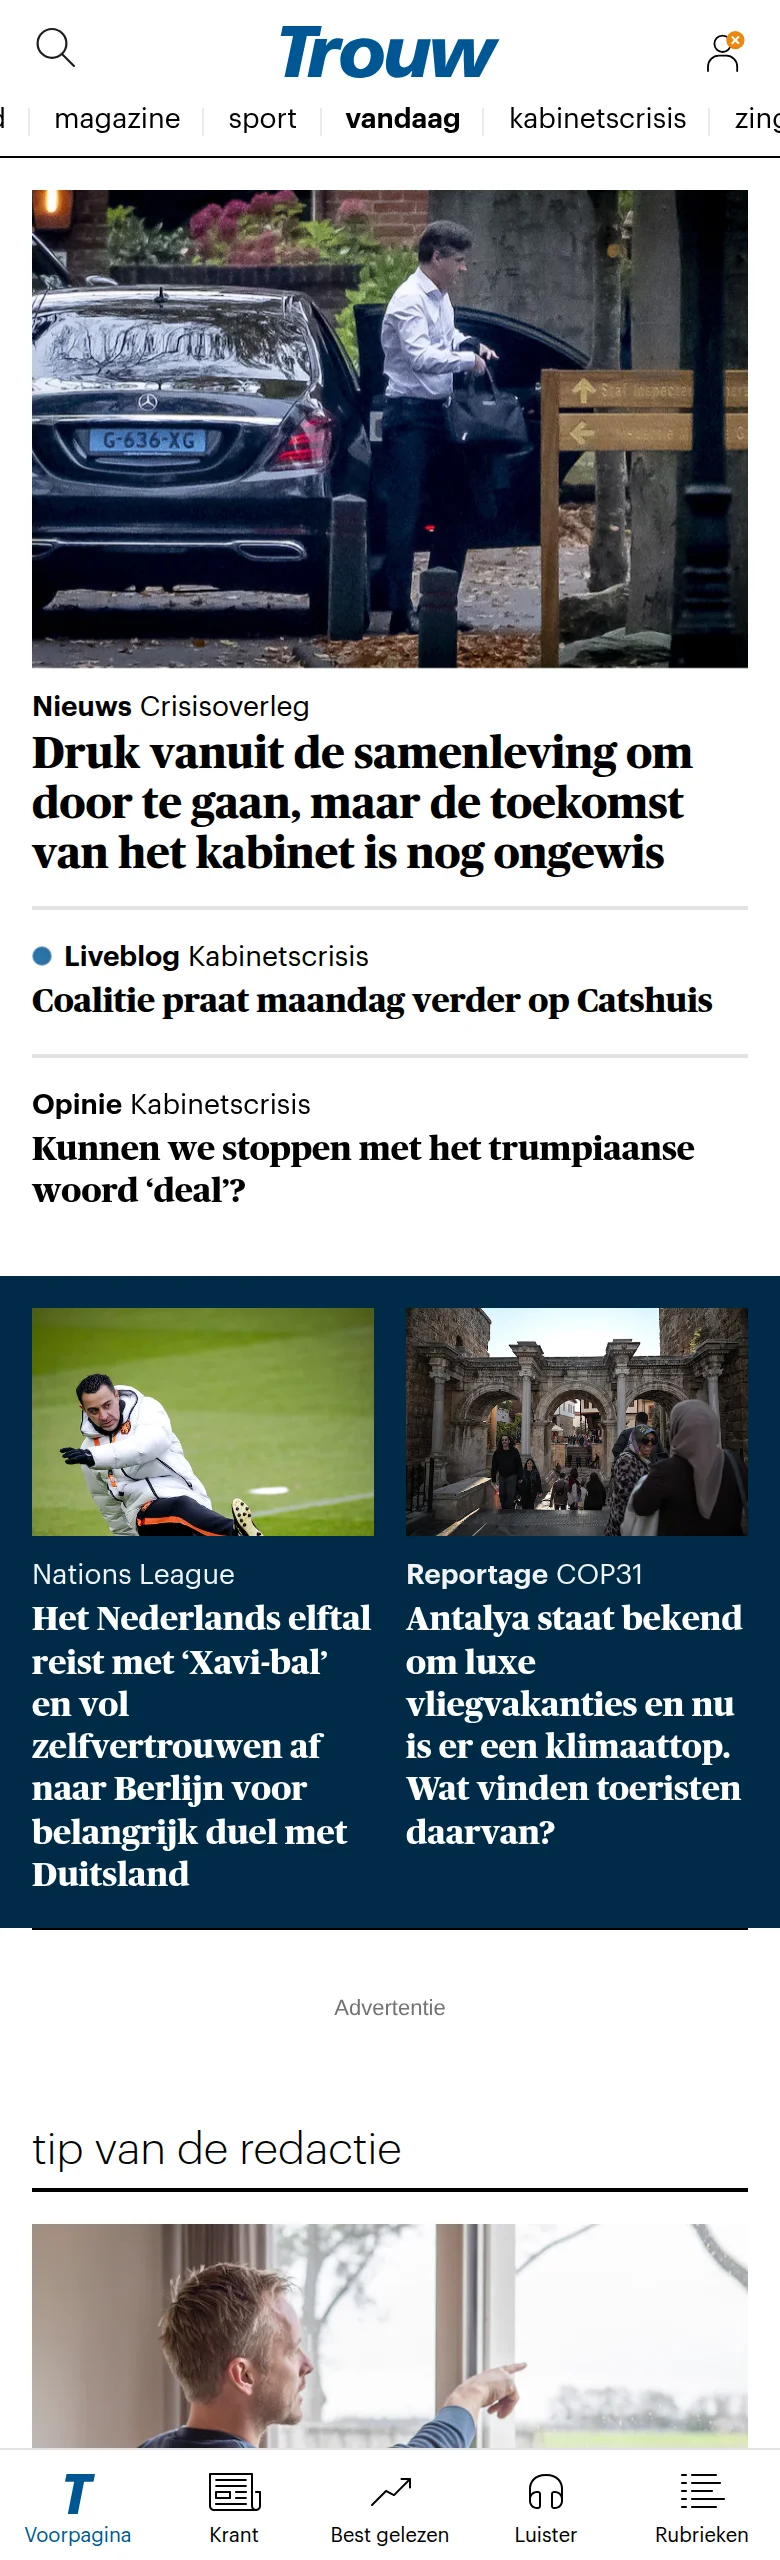 Trouw
magazine
sport
vandaag
kabinetscrisis
G-636-XG
Nieuws Crisisoverleg
Druk vanuit de samenleving om
door te gaan, maar de toekomst
van het kabinet is nog ongewis
Liveblog Kabinetscrisis
Coalitie praat maandag verder op Catshuis
Opinie Kabinetscrisis
Kunnen we stoppen met het trumpiaanse
woord ‘deal’?
Nations League
Het Nederlands elftal
reist met ‘Xavi-bal’
en vol
zelfvertrouwen af
naar Berlijn voor
belangrijk duel met
Duitsland
Reportage COP31
Antalya staat bekend
om luxe
vliegvakanties en nu
is er een klimaattop.
Wat vinden toeristen
daarvan?
Advertentie
tip van de redactie
T
Voorpagina
Krant
Best gelezen
Luister
Rubrieken